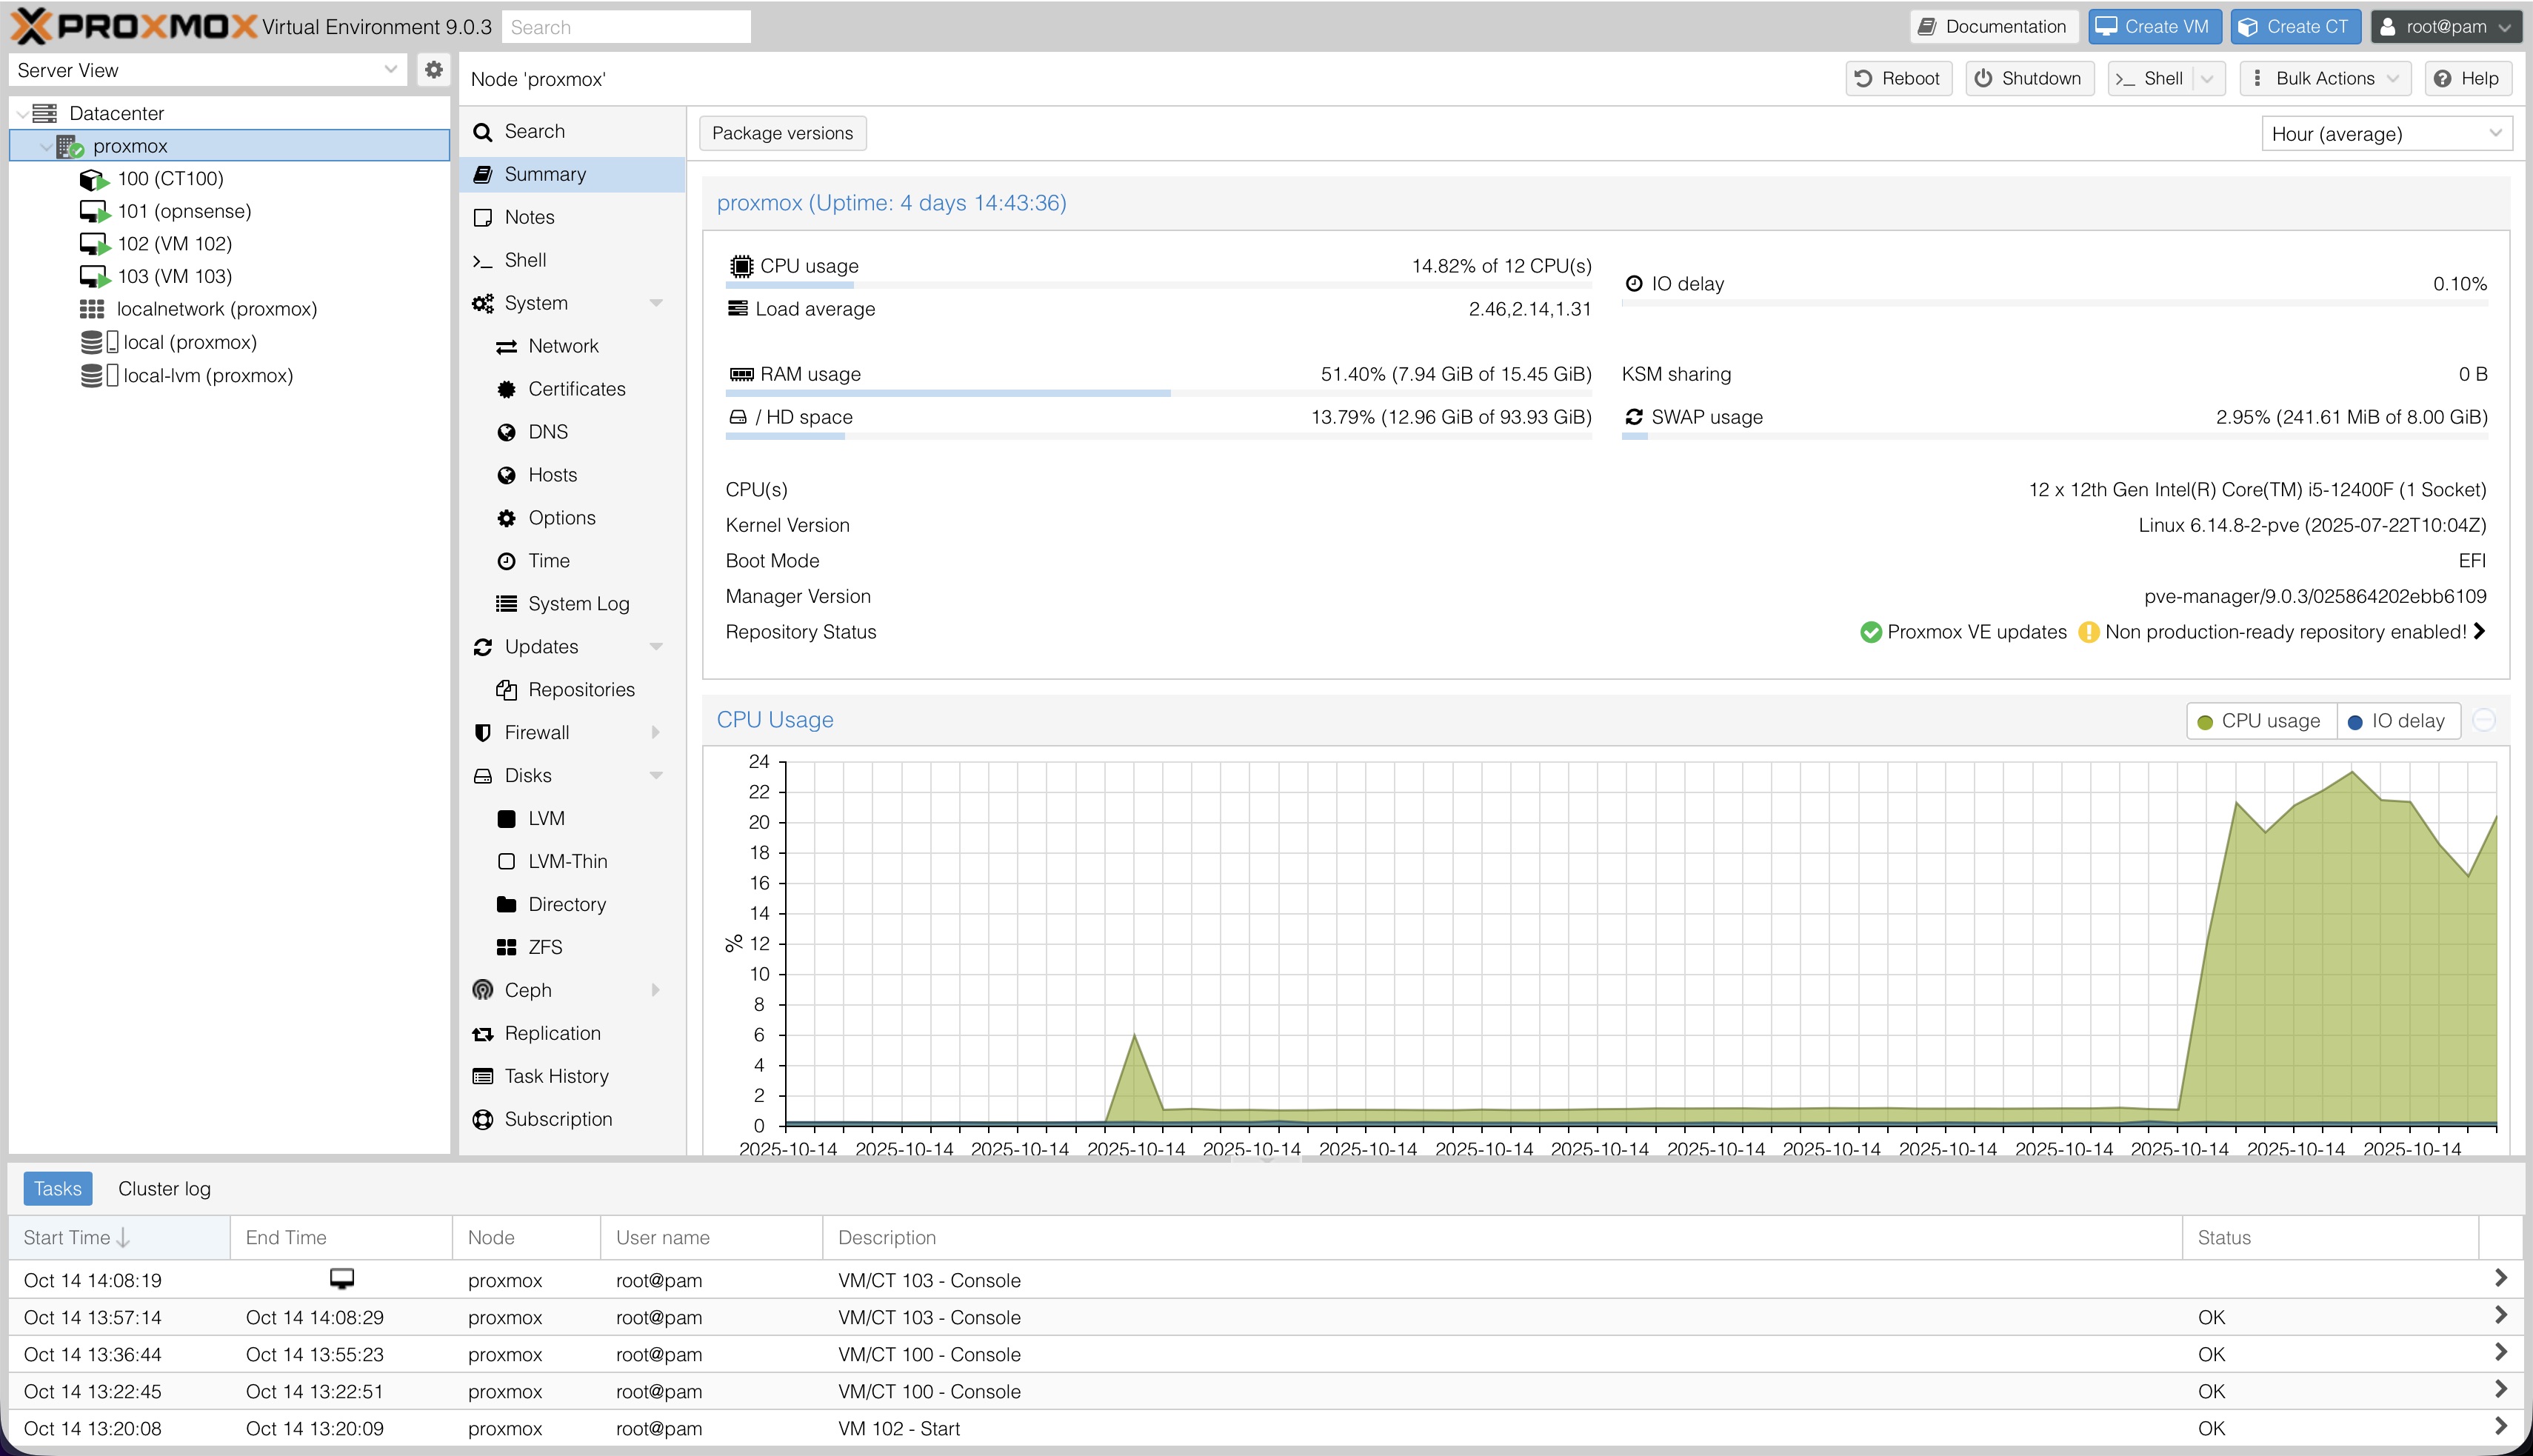 PROXMOX Virtual Environment 9.0.3 Search Documentation Create VM Create CT root@pam
Server View
Datacenter
proxmox
100 (CT100)
101 (opnsense)
102 (VM 102)
103 (VM 103)
localnetwork (proxmox)
local (proxmox)
local-lvm (proxmox)
Node 'proxmox' Reboot Shutdown Shell Bulk Actions Help
Search
Summary
Notes
Shell
System
Network
Certificates
DNS
Hosts
Options
Time
System Log
Updates
Repositories
Firewall
Disks
LVM
LVM-Thin
Directory
ZFS
Ceph
Replication
Task History
Subscription
Package versions Hour (average)
proxmox (Uptime: 4 days 14:43:36)
CPU usage 14.82% of 12 CPU(s)
IO delay 0.10%
Load average 2.46,2.14,1.31
RAM usage 51.40% (7.94 GiB of 15.45 GiB)
KSM sharing 0 B
/ HD space 13.79% (12.96 GiB of 93.93 GiB)
SWAP usage 2.95% (241.61 MiB of 8.00 GiB)
CPU(s) 12 x 12th Gen Intel(R) Core(TM) i5-12400F (1 Socket)
Kernel Version Linux 6.14.8-2-pve (2025-07-22T10:04Z)
Boot Mode EFI
Manager Version pve-manager/9.0.3/025864202ebb6109
Repository Status Proxmox VE updates Non production-ready repository enabled!
CPU Usage CPU usage IO delay
24
22
20
18
16
14
% 12
10
8
6
4
2
0
2025-10-14 2025-10-14 2025-10-14 2025-10-14 2025-10-14 2025-10-14 2025-10-14 2025-10-14 2025-10-14 2025-10-14 2025-10-14 2025-10-14 2025-10-14 2025-10-14 2025-10-14
Tasks Cluster log
Start Time End Time Node User name Description Status
Oct 14 14:08:19 proxmox root@pam VM/CT 103 - Console
Oct 14 13:57:14 Oct 14 14:08:29 proxmox root@pam VM/CT 103 - Console OK
Oct 14 13:36:44 Oct 14 13:55:23 proxmox root@pam VM/CT 100 - Console OK
Oct 14 13:22:45 Oct 14 13:22:51 proxmox root@pam VM/CT 100 - Console OK
Oct 14 13:20:08 Oct 14 13:20:09 proxmox root@pam VM 102 - Start OK